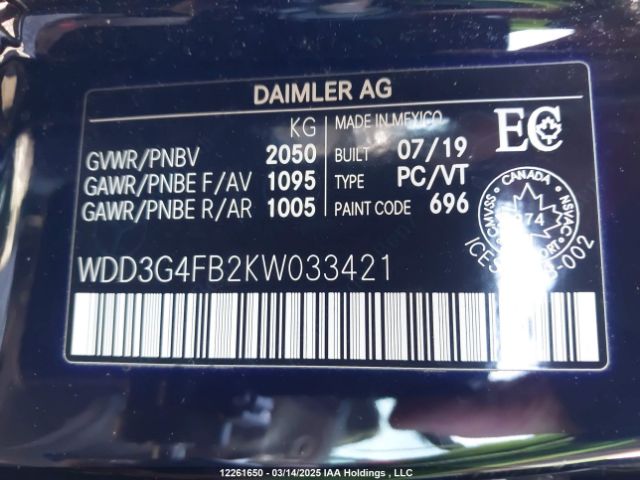 DAIMLER AG
KG MADE IN MEXICO
GVWR/PNBV 2050 BUILT 07/19
GAWR/PNBE F/AV 1095 TYPE PC/VT
GAWR/PNBE R/AR 1005 PAINT CODE 696
EC
CANADA
CMVSS NSVAC
274
WDD3G4FB2KW033421
12261650 - 03/14/2025 IAA Holdings , LLC